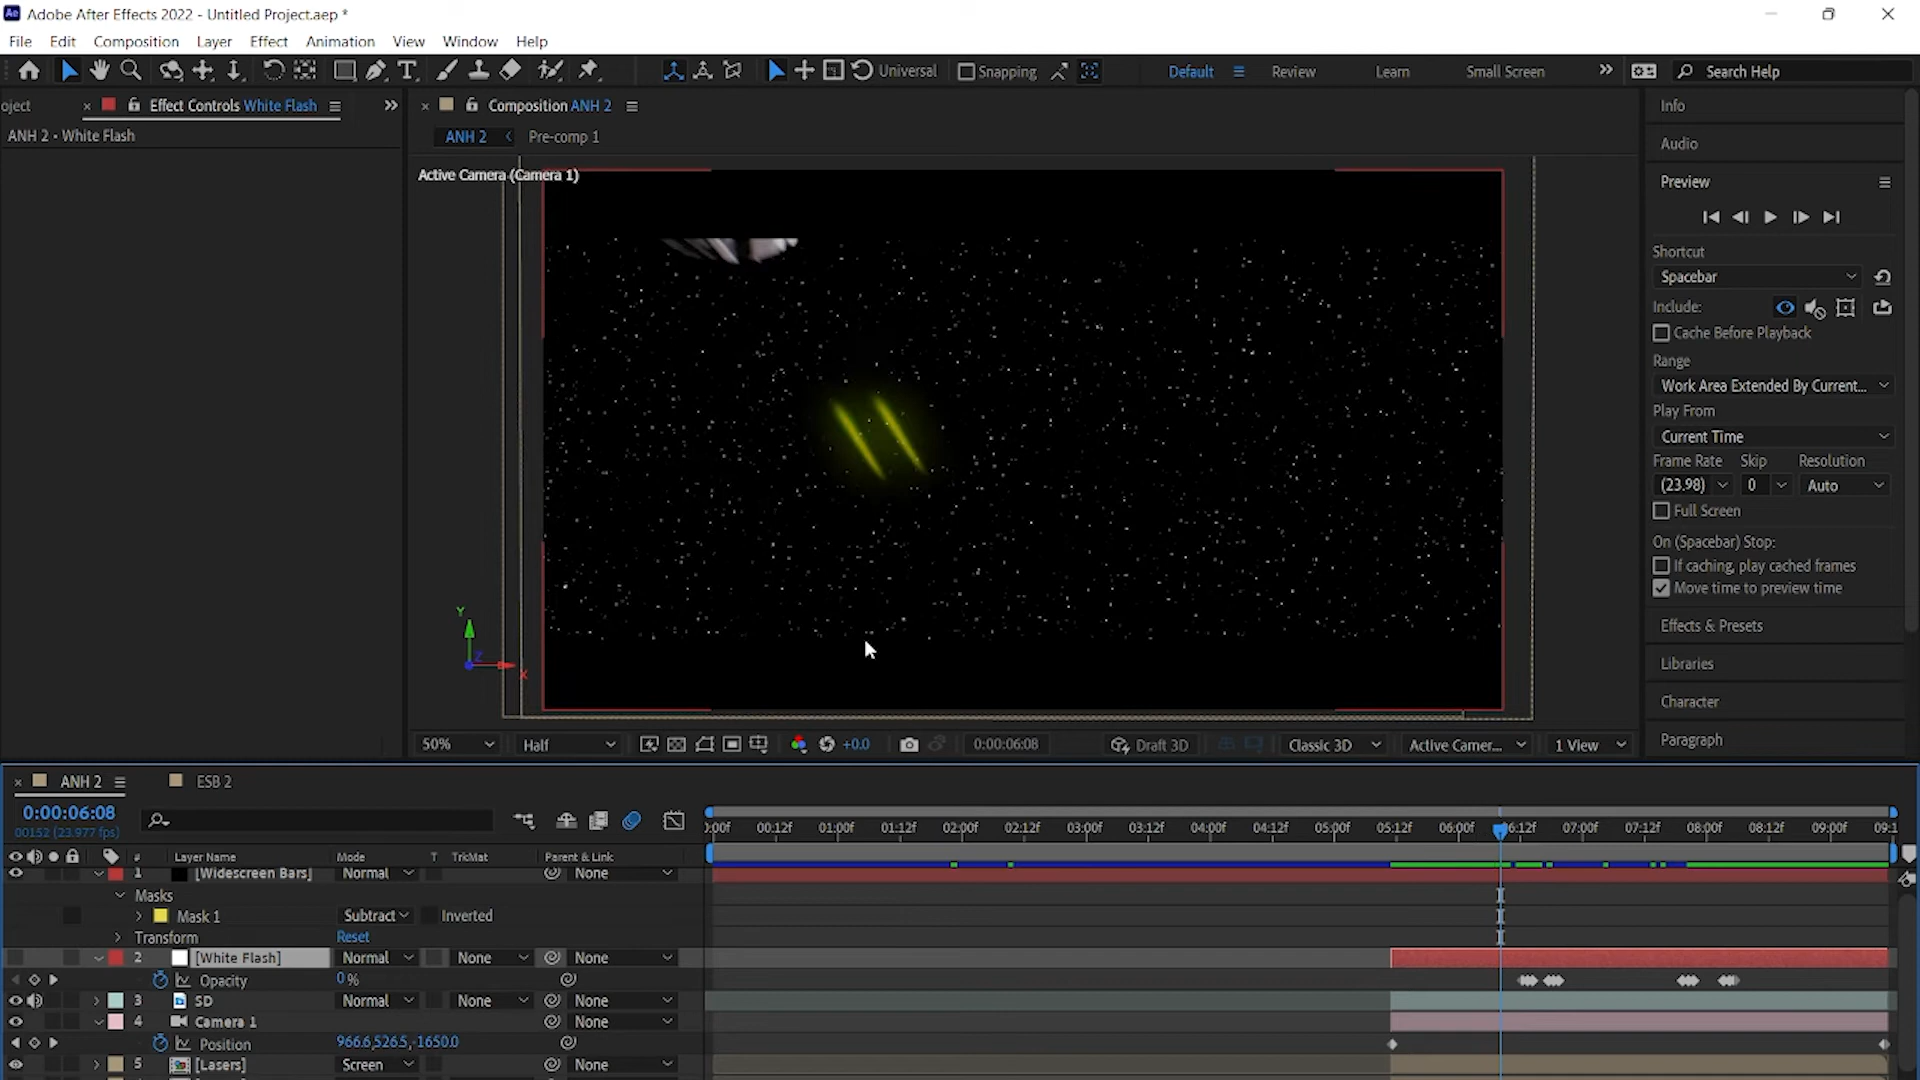 Adobe After Effects 2022 - Untitled Project.aep *
File Edit Composition Layer Effect Animation View Window Help
Universal Snapping Default Review Learn Small Screen Search Help
oject Effect Controls White Flash Composition ANH 2 Info
ANH 2 • White Flash ANH 2 Pre-comp 1 Audio
Active Camera (Camera 1)
Preview
Shortcut
Spacebar
Include:
Cache Before Playback
Range
Work Area Extended By Current...
Play From
Current Time
Frame Rate Skip Resolution
(23.98) 0 Auto
Full Screen
On (Spacebar) Stop:
If caching, play cached frames
Move time to preview time
Effects & Presets
Libraries
Character
Paragraph
Y
Z
X
50% Half +0.0 0:00:06:08 Draft 3D Classic 3D Active Camer... 1 View
ANH 2 ESB 2
0:00:06:08
00152 (23.977 fps)
):00f 00:12f 01:00f 01:12f 02:00f 02:12f 03:00f 03:12f 04:00f 04:12f 05:00f 05:12f 06:00f 06:12f 07:00f 07:12f 08:00f 08:12f 09:00f 09:1
# Layer Name Mode T TrkMat Parent & Link
1 [Widescreen Bars] Normal None
Masks
Mask 1 Subtract Inverted
Transform Reset
2 [White Flash] Normal None None
Opacity 0%
3 SD Normal None None
4 Camera 1 None
Position 966.6,526.5,-1650.0
5 [Lasers] Screen None